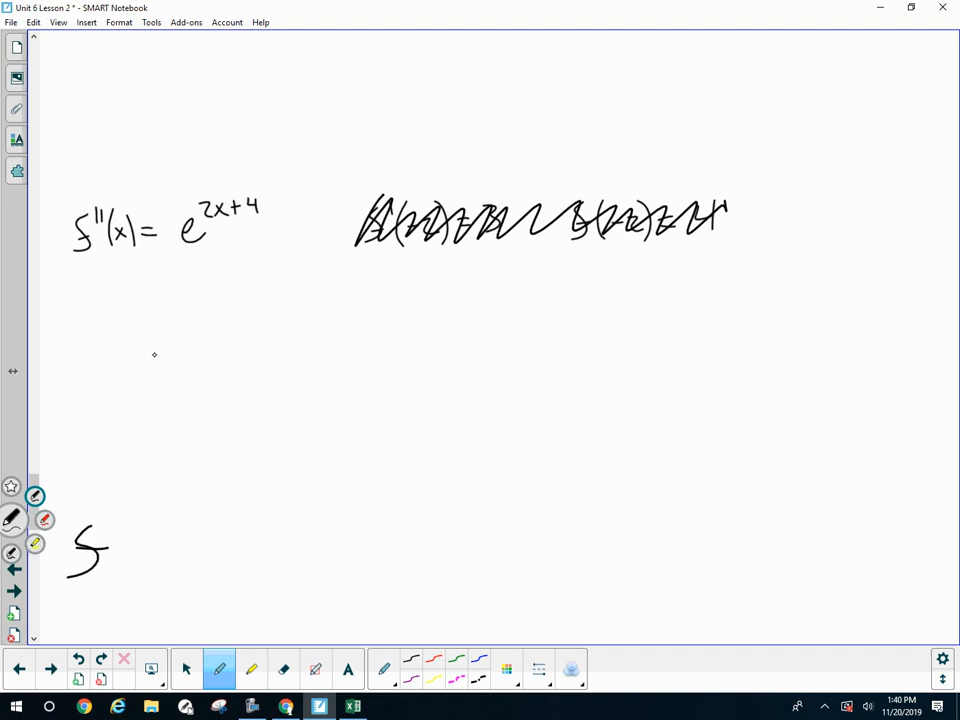 Unit 6 Lesson 2 * - SMART Notebook
File Edit View Insert Format Tools Add-ons Account Help
f''(x) = e^{2x+4}
f
A
1:40 PM
11/20/2019